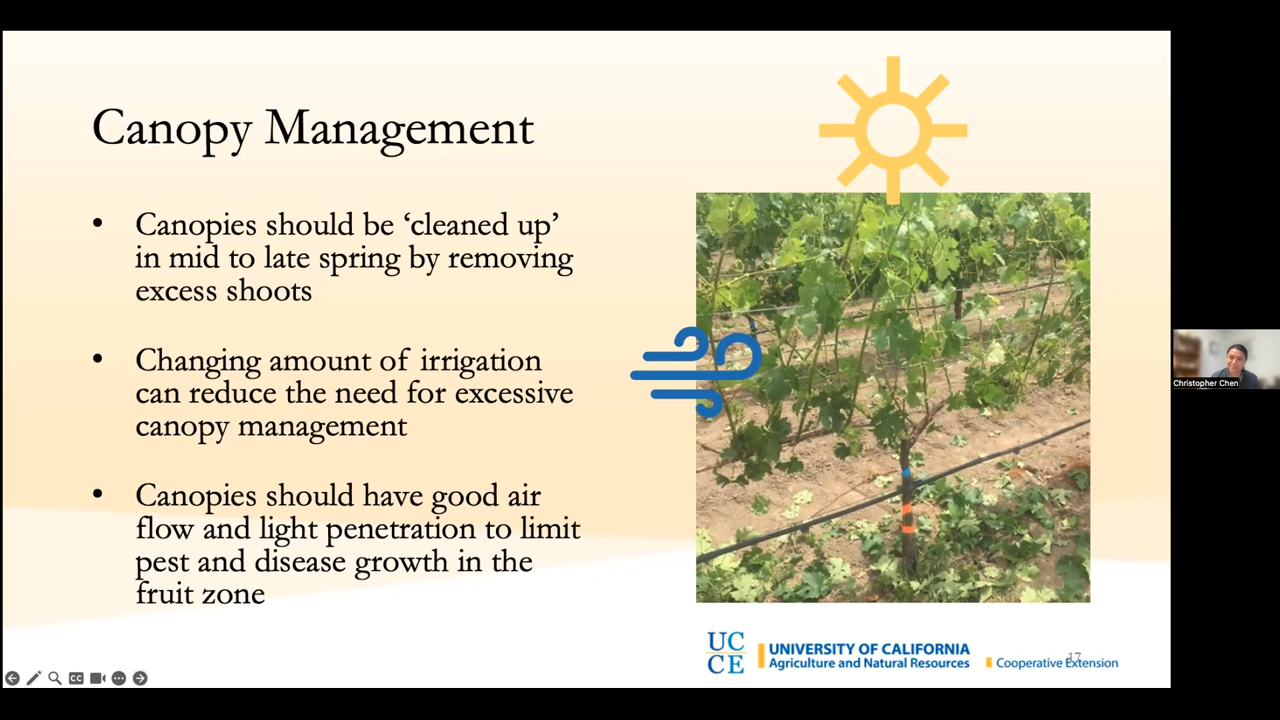 Canopy Management
• Canopies should be ‘cleaned up’
in mid to late spring by removing
excess shoots
• Changing amount of irrigation
can reduce the need for excessive
canopy management
• Canopies should have good air
flow and light penetration to limit
pest and disease growth in the
fruit zone
Christopher Chen
UC
CE
UNIVERSITY OF CALIFORNIA
Agriculture and Natural Resources
Cooperative Extension
17
CC